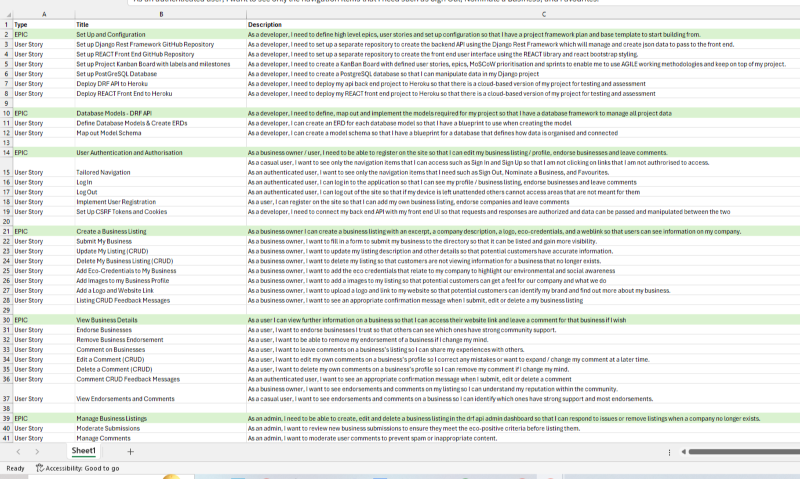 As an authenticated user, I want to see only the navigation items that I need such as Sign Out, Nominate a Business, and Favourites.
A B C
1 Type Title Description
2 EPIC Set Up and Configuration As a developer, I need to define high level epics, user stories and set up configuration so that I have a project framework plan and base template to start building from.
3 User Story Set up Django Rest Framework GitHub Repository As a developer, I need to set up a separate repository to create the backend API using the Django Rest Framework which will manage and create json data to pass to the front end.
4 User Story Set up REACT Front End GitHub Repository As a developer, I need to set up a separate repository to create the front end user interface using the REACT library and react bootstrap styling.
5 User Story Set up Project Kanban Board with labels and milestones As a developer, I need to create a KanBan Board with defined user stories, epics, MoSCoW prioritisation and sprints to enable me to use AGILE working methodologies and keep on top of my project.
6 User Story Set up PostGreSQL Database As a developer, I need to create a PostgreSQL database so that I can manipulate data in my Django project
7 User Story Deploy DRF API to Heroku As a developer, I need to deploy my api back end project to Heroku so that there is a cloud-based version of my project for testing and assessment
8 User Story Deploy REACT Front End to Heroku As a developer, I need to deploy my REACT front end project to Heroku so that there is a cloud-based version of my project for testing and assessment
9
10 EPIC Database Models - DRF API As a developer, I need to define, map out and implement the models required for my project so that I have a database framework to manage all project data
11 User Story Define Database Models & Create ERDs As a developer, I can create an ERD for each database model so that I have a blueprint to use when creating the model
12 User Story Map out Model Schema As a developer, I can create a model schema so that I have a blueprint for a database that defines how data is organised and connected
13
14 EPIC User Authentication and Authorisation As a business owner / user, I need to be able to register on the site so that I can edit my business listing / profile, endorse businesses and leave comments.
As a casual user, I want to see only the navigation items that I can access such as Sign In and Sign Up so that I am not clicking on links that I am not authrorised to access.
15 User Story Tailored Navigation As an authenticated user, I want to see only the navigation items that I need such as Sign Out, Nominate a Business, and Favourites.
16 User Story Log In As an authenticated user, I can log in to the application so that I can see my profile / business listing, endorse businesses and leave comments
17 User Story Log Out As an authenticated user, I can log out of the site so that if my device is left unattended others cannot access areas that are not meant for them
18 User Story Implement User Registration As a user, I can register on the site so that I can add my own business listing, endorse companies and leave comments
19 User Story Set Up CSRF Tokens and Cookies As a developer, I need to connect my back end API with my front end UI so that requests and responses are authorized and data can be passed and manipulated between the two
20
21 EPIC Create a Business Listing As a business owner I can create a business listing with an excerpt, a company description, a logo, eco-credentials, and a weblink so that users can see information on my company.
22 User Story Submit My Business As a business owner, I want to fill in a form to submit my business to the directory so that it can be listed and gain more visibility.
23 User Story Update My Listing (CRUD) As a business owner, I want to update my listing description and other details so that potential customers have accurate information.
24 User Story Delete My Business Listing (CRUD) As a business owner, I want to delete my listing so that customers are not viewing information for a business that no longer exists.
25 User Story Add Eco-Credentials to My Business As a business owner, I want to add the eco credentials that relate to my company to highlight our environmental and social awareness
26 User Story Add Images to my Business Profile As a business owner, I want to add a images to my listing so that potential customers can get a feel for our company and what we do
27 User Story Add a Logo and Website Link As a business owner, I want to upload a logo and link to my website so that potential customers can identify my brand and find out more about my business.
28 User Story Listing CRUD Feedback Messages As a business owner, I want to see an appropriate confirmation message when I submit, edit or delete a my business listing
29
30 EPIC View Business Details As a user I can view further information on a business so that I can access their website link and leave a comment for that business if I wish
31 User Story Endorse Businesses As a user, I want to endorse businesses I trust so that others can see which ones have strong community support.
32 User Story Remove Business Endorsement As a user, I want to be able to remove my endorsement of a business if I change my mind.
33 User Story Comment on Businesses As a user, I want to leave comments on a business's listing so I can share my experiences with others.
34 User Story Edit a Comment (CRUD) As a user, I want to edit my own comments on a business's profile so I correct any mistakes or want to expand / change my comment at a later time.
35 User Story Delete a Comment (CRUD) As a user, I want to delete my own comments on a business's profile so I can remove my comment if I change my mind.
36 User Story Comment CRUD Feedback Messages As an authenticated user, I want to see an appropriate confirmation message when I submit, edit or delete a comment
As a business owner, I want to see endorsements and comments on my listing so I can understand my reputation within the community.
37 User Story View Endorsements and Comments As a casual user, I want to see endorsements and comments on a business so I can identify which ones have strong support and most endorsements.
38
39 EPIC Manage Business Listings As an admin, I need to be able to create, edit and delete a business listing in the drf api admin dashboard so that I can respond to issues or remove listings when a company no longer exists.
40 User Story Moderate Submissions As an admin, I want to review new business submissions to ensure they meet the eco-positive criteria before listing them.
41 User Story Manage Comments As an admin, I want to moderate user comments to prevent spam or inappropriate content.
Sheet1
Ready Accessibility: Good to go